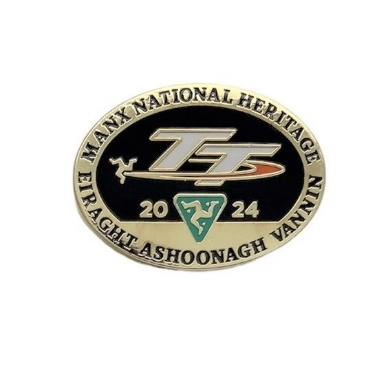 MANX NATIONAL HERITAGE
TT
20 24
EIRAGHT ASHOONAGH VANNIN